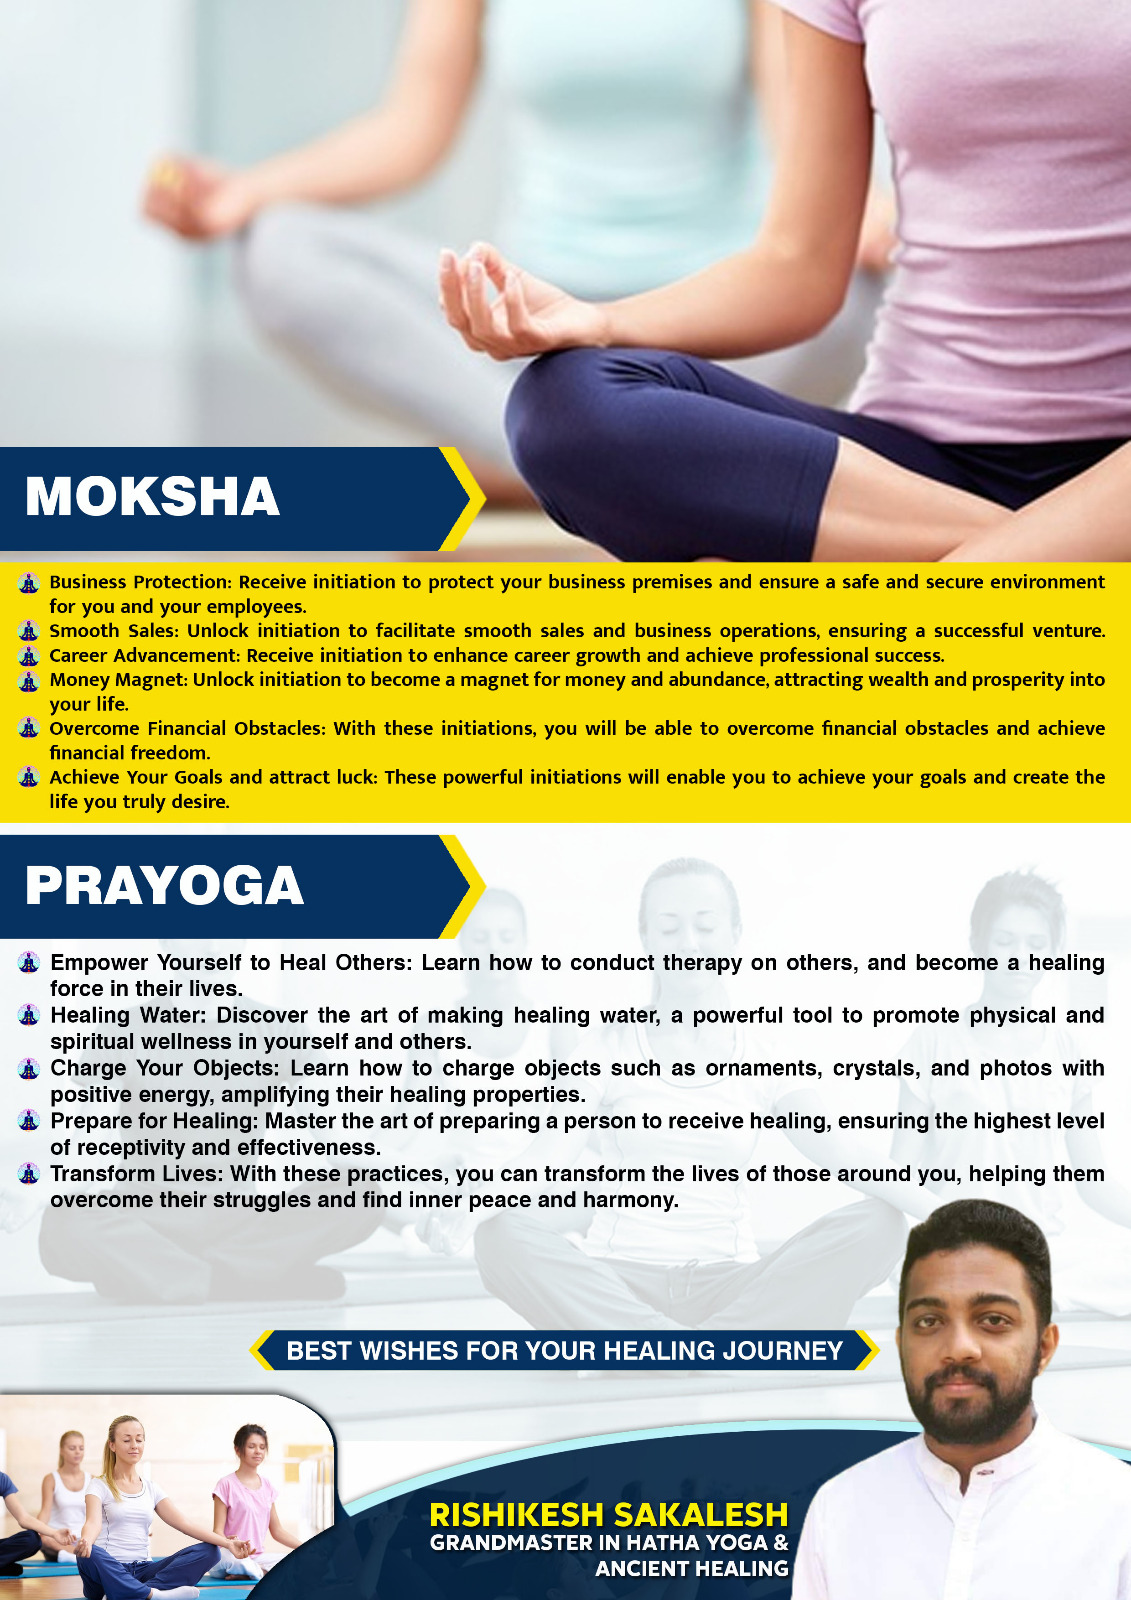 MOKSHA
Business Protection: Receive initiation to protect your business premises and ensure a safe and secure environment
for you and your employees.
Smooth Sales: Unlock initiation to facilitate smooth sales and business operations, ensuring a successful venture.
Career Advancement: Receive initiation to enhance career growth and achieve professional success.
Money Magnet: Unlock initiation to become a magnet for money and abundance, attracting wealth and prosperity into
your life.
Overcome Financial Obstacles: With these initiations, you will be able to overcome financial obstacles and achieve
financial freedom.
Achieve Your Goals and attract luck: These powerful initiations will enable you to achieve your goals and create the
life you truly desire.
PRAYOGA
Empower Yourself to Heal Others: Learn how to conduct therapy on others, and become a healing
force in their lives.
Healing Water: Discover the art of making healing water, a powerful tool to promote physical and
spiritual wellness in yourself and others.
Charge Your Objects: Learn how to charge objects such as ornaments, crystals, and photos with
positive energy, amplifying their healing properties.
Prepare for Healing: Master the art of preparing a person to receive healing, ensuring the highest level
of receptivity and effectiveness.
Transform Lives: With these practices, you can transform the lives of those around you, helping them
overcome their struggles and find inner peace and harmony.
BEST WISHES FOR YOUR HEALING JOURNEY
RISHIKESH SAKALESH
GRANDMASTER IN HATHA YOGA &
ANCIENT HEALING